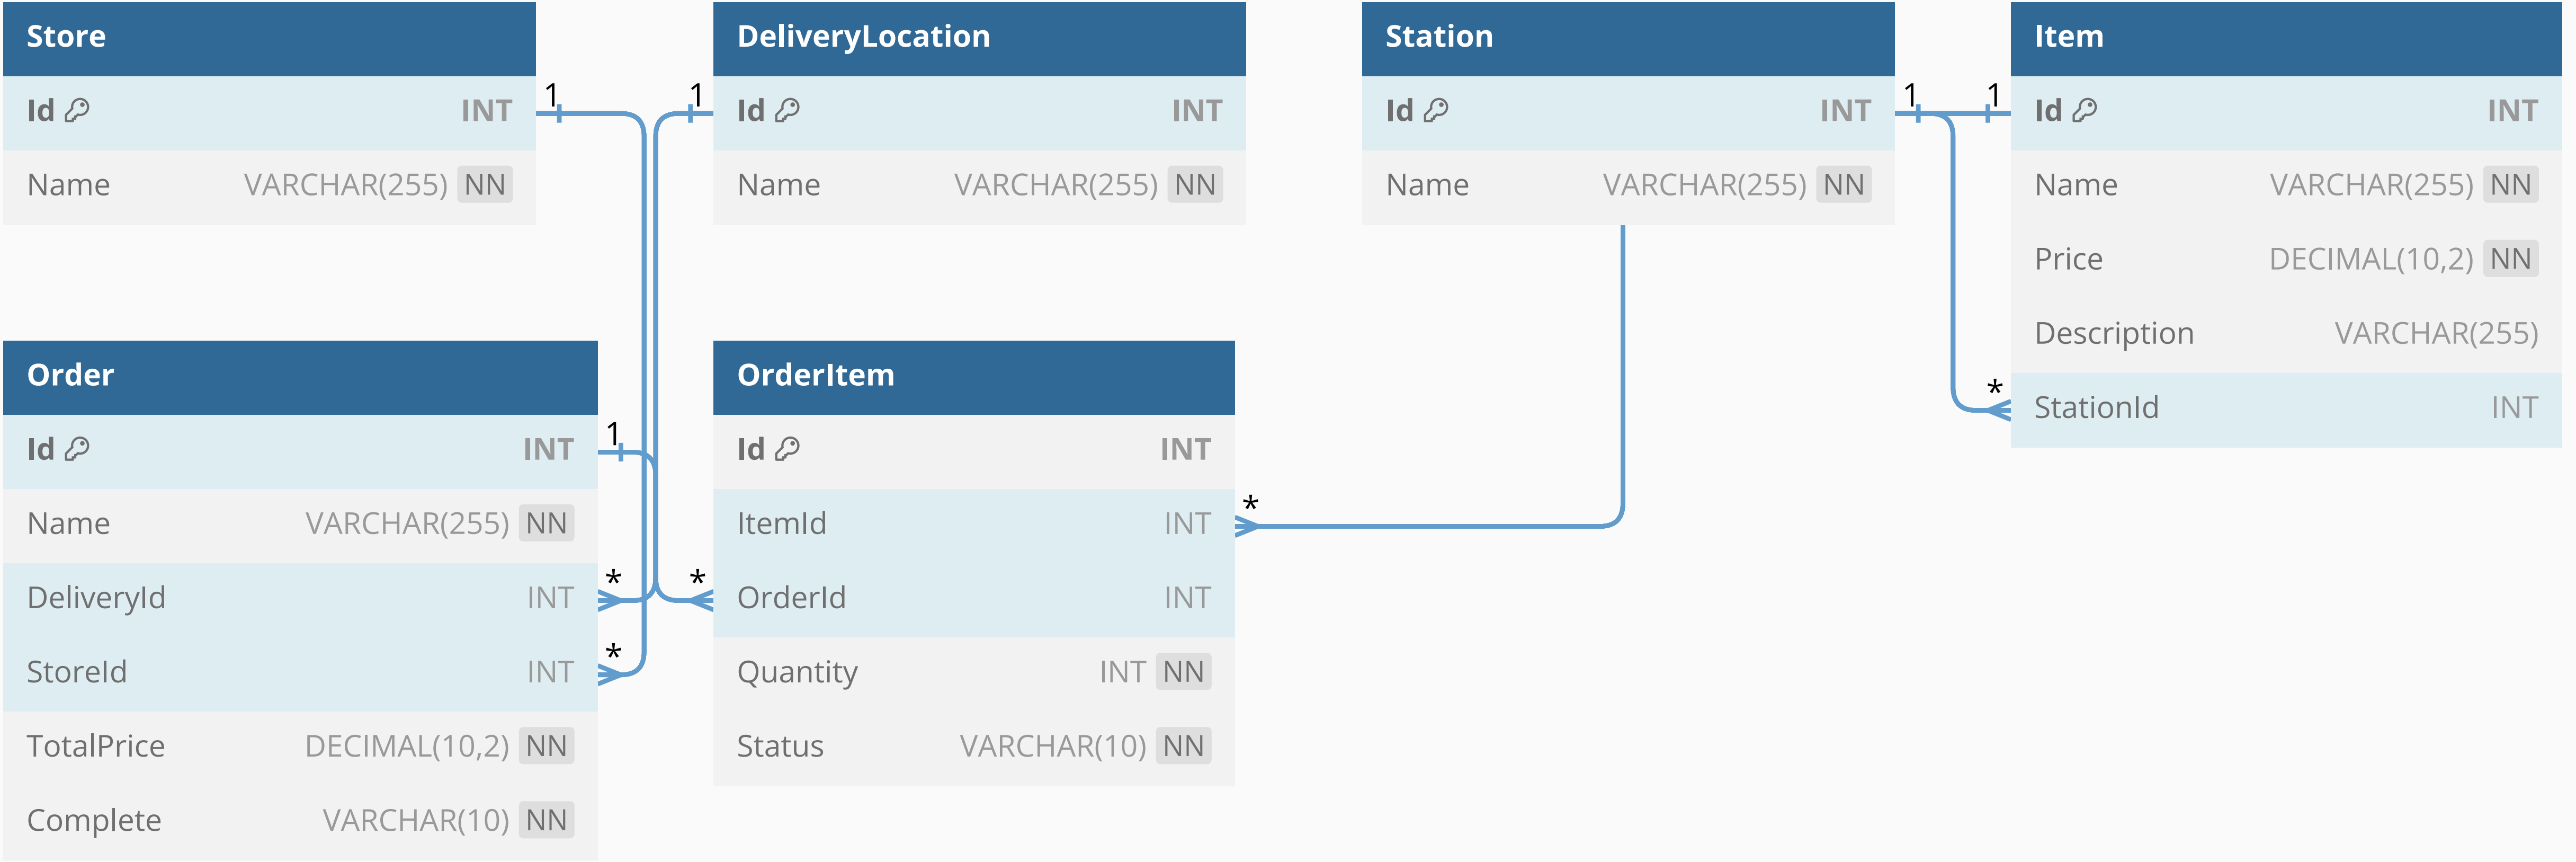 Store
Id INT
Name VARCHAR(255) NN
DeliveryLocation
Id INT
Name VARCHAR(255) NN
Station
Id INT
Name VARCHAR(255) NN
Item
Id INT
Name VARCHAR(255) NN
Price DECIMAL(10,2) NN
Description VARCHAR(255)
StationId INT
Order
Id INT
Name VARCHAR(255) NN
DeliveryId INT
StoreId INT
TotalPrice DECIMAL(10,2) NN
Complete VARCHAR(10) NN
OrderItem
Id INT
ItemId INT
OrderId INT
Quantity INT NN
Status VARCHAR(10) NN
1
1
1
1
*
1
*
*
*
*